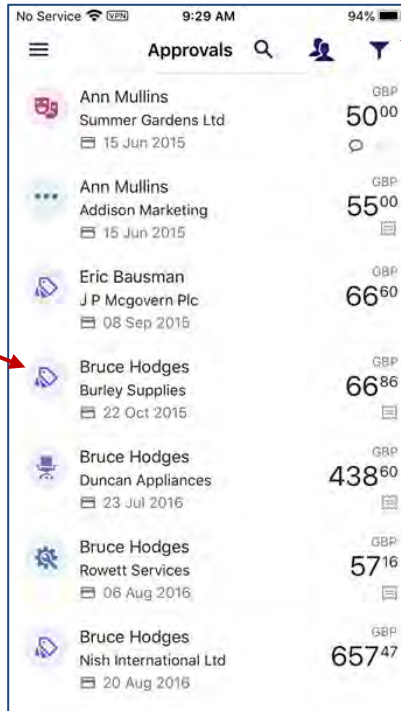 No Service VPN 9:29 AM 94%
Approvals
Ann Mullins GBP
Summer Gardens Ltd 5000
15 Jun 2015
Ann Mullins GBP
Addison Marketing 5500
15 Jun 2015
Eric Bausman GBP
J P Mcgovern Plc 6660
08 Sep 2015
Bruce Hodges GBP
Burley Supplies 6686
22 Oct 2015
Bruce Hodges GBP
Duncan Appliances 43860
23 Jul 2016
Bruce Hodges GBP
Rowett Services 5716
06 Aug 2016
Bruce Hodges GBP
Nish International Ltd 65747
20 Aug 2016